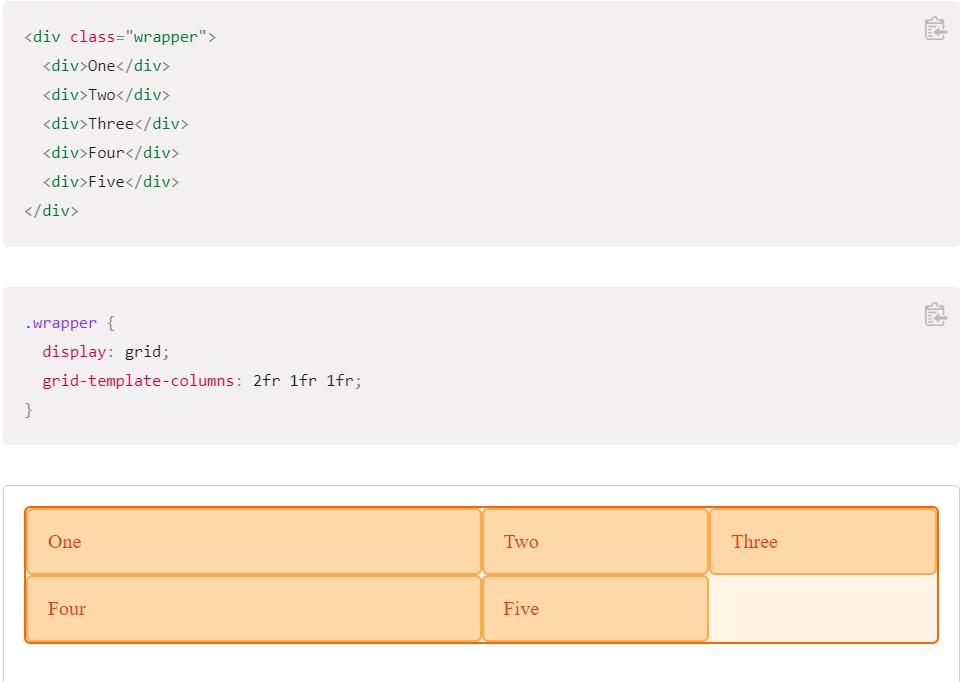 <div class="wrapper">
  <div>One</div>
  <div>Two</div>
  <div>Three</div>
  <div>Four</div>
  <div>Five</div>
</div>
.wrapper {
  display: grid;
  grid-template-columns: 2fr 1fr 1fr;
}
One Two Three
Four Five